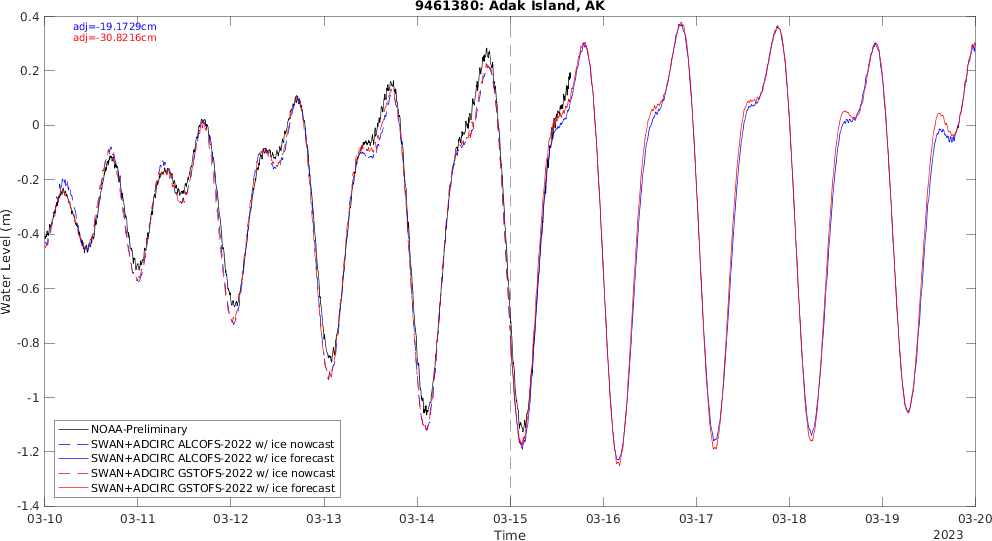 9461380: Adak Island, AK
adj=-19.1729cm
adj=-30.8216cm
0.4
0.2
0
-0.2
-0.4
-0.6
-0.8
-1
-1.2
-1.4
Water Level (m)
NOAA-Preliminary
SWAN+ADCIRC ALCOFS-2022 w/ ice nowcast
SWAN+ADCIRC ALCOFS-2022 w/ ice forecast
SWAN+ADCIRC GSTOFS-2022 w/ ice nowcast
SWAN+ADCIRC GSTOFS-2022 w/ ice forecast
03-10 03-11 03-12 03-13 03-14 03-15 03-16 03-17 03-18 03-19 03-20
Time
2023